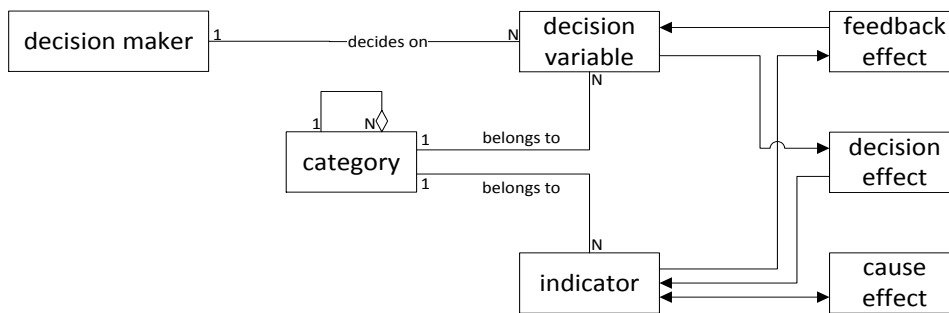 decision maker
1
decides on
N
decision
variable
feedback
effect
1
N
category
1
belongs to
N
1
belongs to
N
decision
effect
indicator
cause
effect